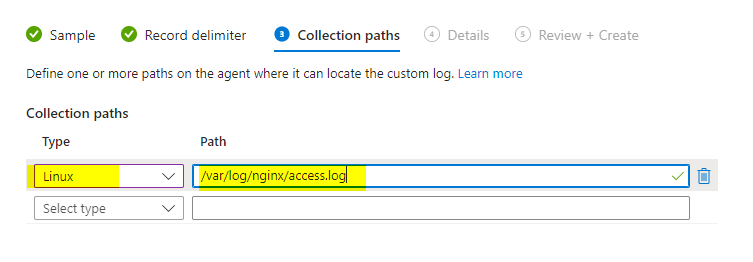 Sample Record delimiter 3 Collection paths 4 Details 5 Review + Create
Define one or more paths on the agent where it can locate the custom log. Learn more
Collection paths
Type Path
Linux /var/log/nginx/access.log
Select type